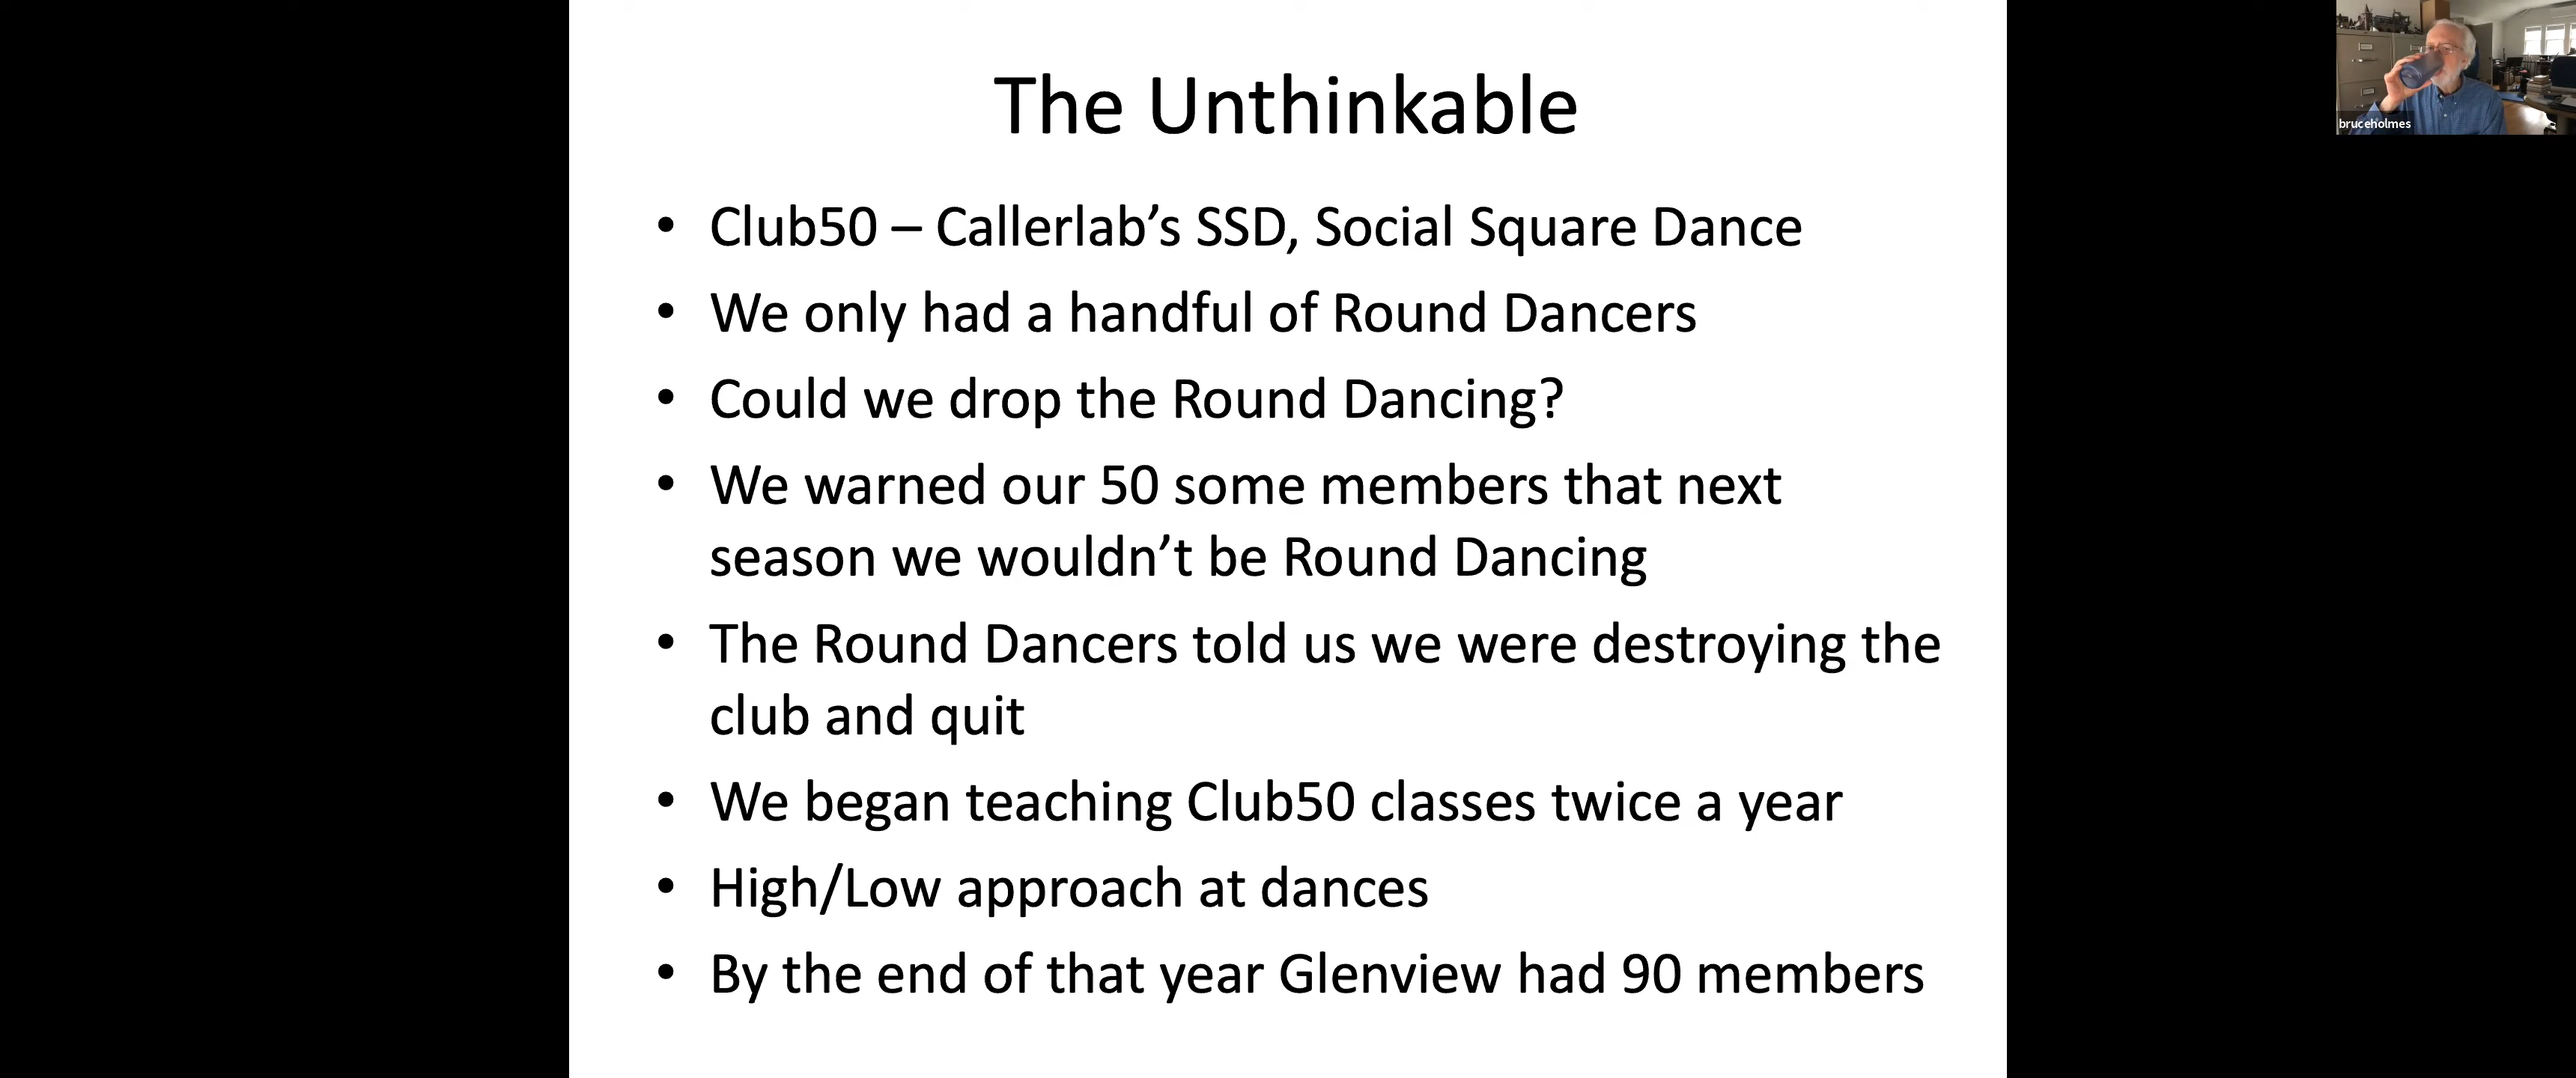 The Unthinkable
• Club50 – Callerlab’s SSD, Social Square Dance
• We only had a handful of Round Dancers
• Could we drop the Round Dancing?
• We warned our 50 some members that next
season we wouldn’t be Round Dancing
• The Round Dancers told us we were destroying the
club and quit
• We began teaching Club50 classes twice a year
• High/Low approach at dances
• By the end of that year Glenview had 90 members
bruceholmes